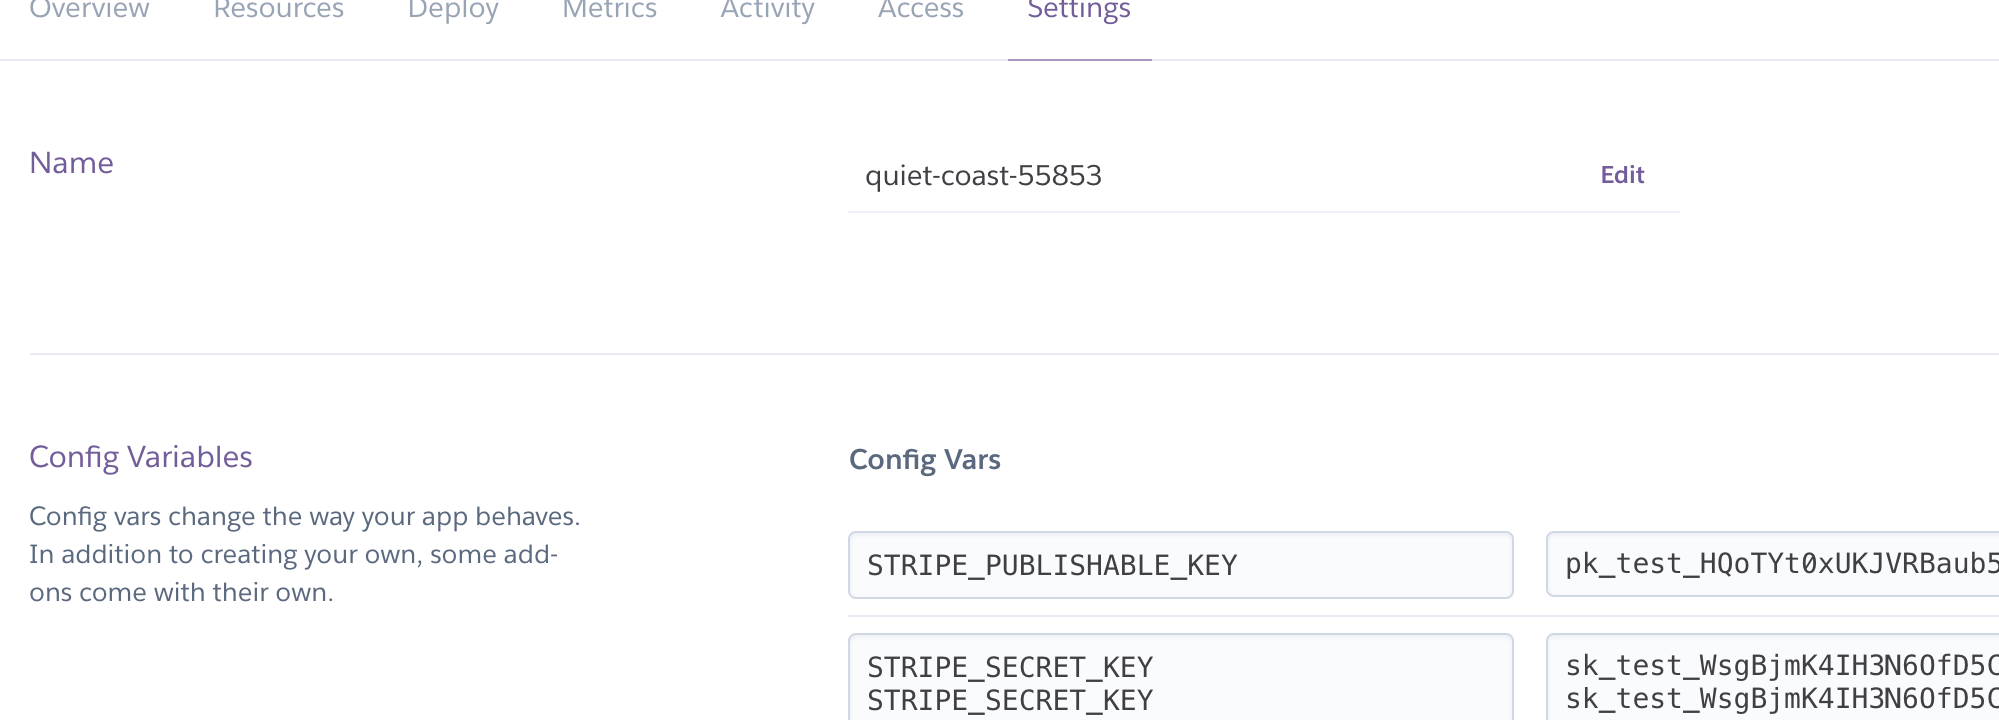 Overview Resources Deploy Metrics Activity Access Settings
Name
quiet-coast-55853 Edit
Config Variables
Config vars change the way your app behaves.
In addition to creating your own, some add-
ons come with their own.
Config Vars
STRIPE_PUBLISHABLE_KEY pk_test_HQoTYt0xUKJVRBaub5
STRIPE_SECRET_KEY sk_test_WsgBjmK4IH3N6OfD5C
STRIPE_SECRET_KEY sk_test_WsgBjmK4IH3N6OfD5C